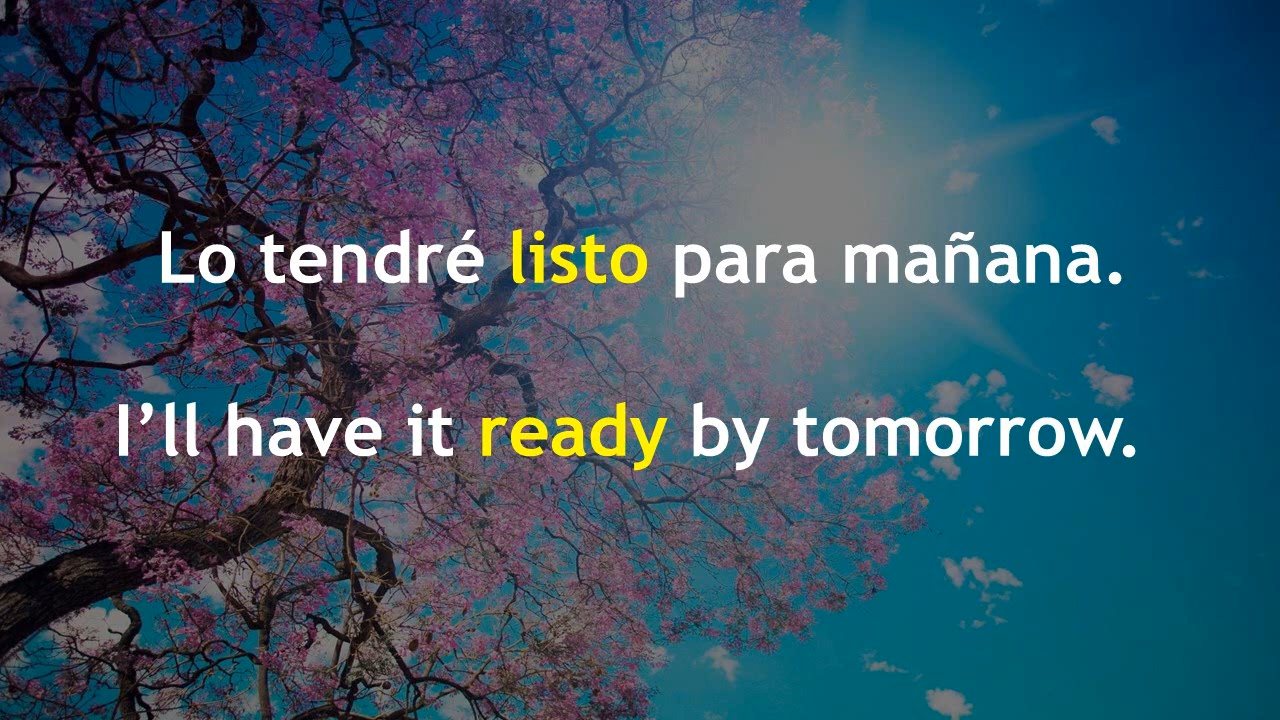 Lo tendré listo para mañana.
I’ll have it ready by tomorrow.